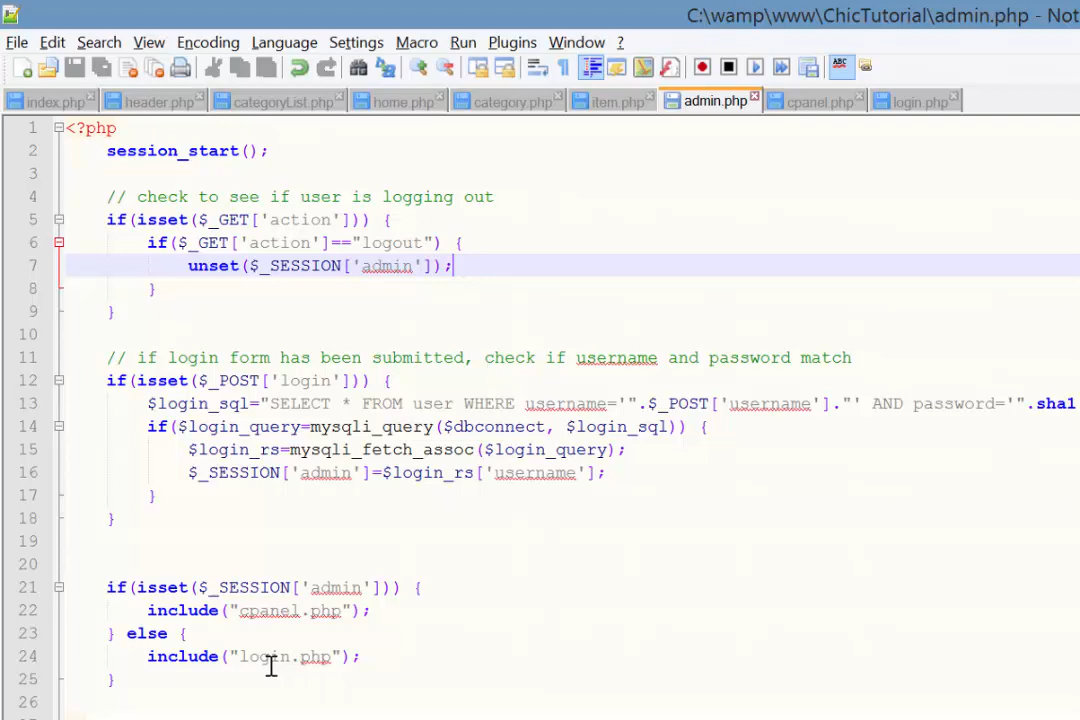 C:\wamp\www\ChicTutorial\admin.php - Not
File Edit Search View Encoding Language Settings Macro Run Plugins Window ?
index.php header.php categoryList.php home.php category.php item.php admin.php cpanel.php login.php
1 <?php
2 session_start();
3
4 // check to see if user is logging out
5 if(isset($_GET['action'])) {
6 if($_GET['action']=="logout") {
7 unset($_SESSION['admin']);
8 }
9 }
10
11 // if login form has been submitted, check if username and password match
12 if(isset($_POST['login'])) {
13 $login_sql="SELECT * FROM user WHERE username='".$_POST['username']."' AND password='".sha1
14 if($login_query=mysqli_query($dbconnect, $login_sql)) {
15 $login_rs=mysqli_fetch_assoc($login_query);
16 $_SESSION['admin']=$login_rs['username'];
17 }
18 }
19
20
21 if(isset($_SESSION['admin'])) {
22 include("cpanel.php");
23 } else {
24 include("login.php");
25 }
26